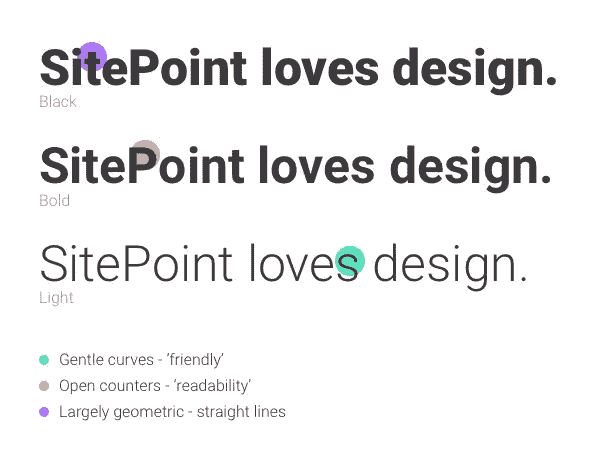 SitePoint loves design.
Black
SitePoint loves design.
Bold
SitePoint loves design.
Light
Gentle curves - ‘friendly’
Open counters - ‘readability’
Largely geometric - straight lines